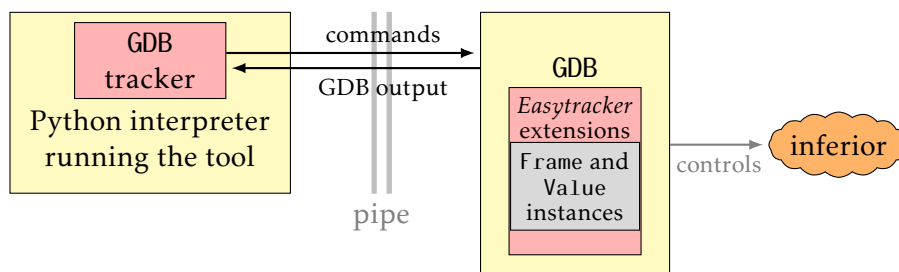 GDB
tracker
Python interpreter
running the tool
commands
GDB output
pipe
GDB
Easytracker
extensions
Frame and
Value
instances
controls
inferior